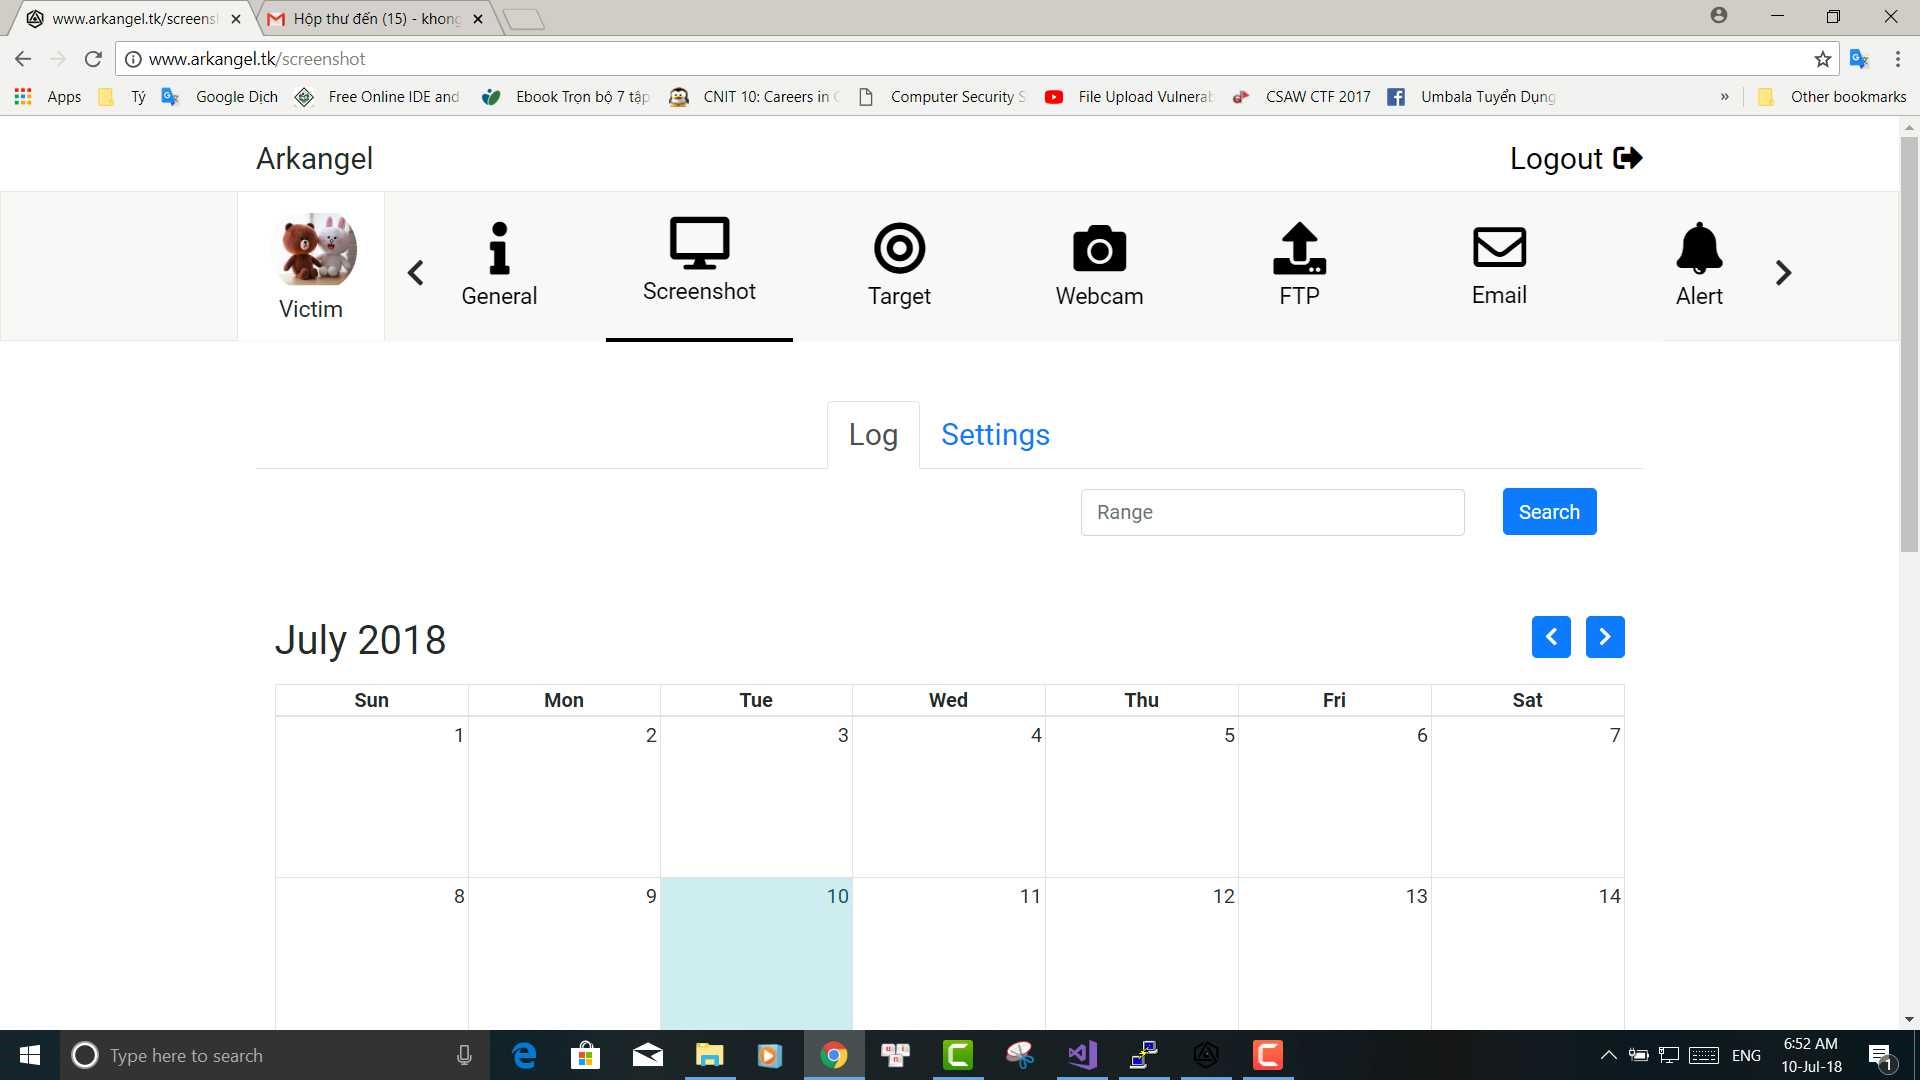 www.arkangel.tk/screensh
Hộp thư đến (15) - khong
www.arkangel.tk/screenshot
Apps
Tý
Google Dịch
Free Online IDE and
Ebook Trọn bộ 7 tập
CNIT 10: Careers in C
Computer Security S
File Upload Vulnerab
CSAW CTF 2017
Umbala Tuyển Dụng
»
Other bookmarks
Arkangel
Logout
Victim
General
Screenshot
Target
Webcam
FTP
Email
Alert
Log
Settings
Range
Search
July 2018
Sun Mon Tue Wed Thu Fri Sat
1 2 3 4 5 6 7
8 9 10 11 12 13 14
Type here to search
ENG
6:52 AM
10-Jul-18
1